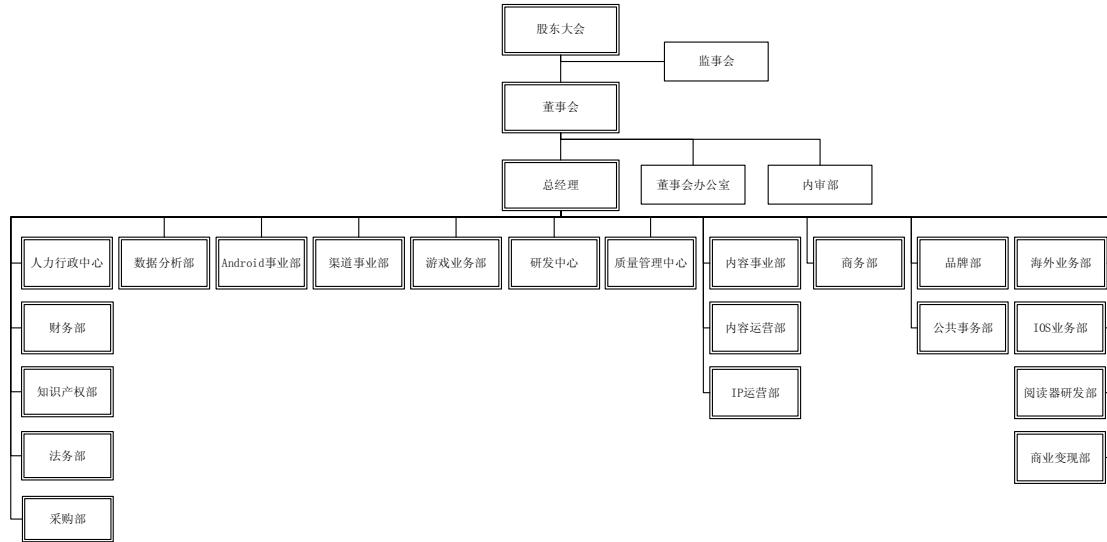 股东大会
监事会
董事会
总经理
董事会办公室
内审部
人力行政中心
数据分析部
Android事业部
渠道事业部
游戏业务部
研发中心
质量管理中心
内容事业部
商务部
品牌部
海外业务部
财务部
内容运营部
公共事务部
IOS业务部
知识产权部
IP运营部
阅读器研发部
法务部
商业变现部
采购部